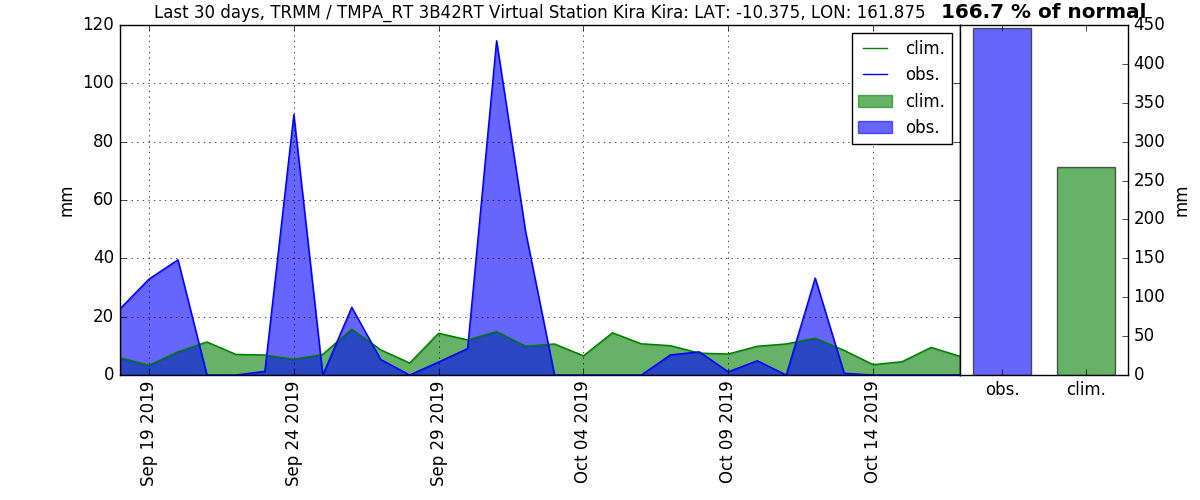 Last 30 days, TRMM / TMPA_RT 3B42RT Virtual Station Kira Kira: LAT: -10.375, LON: 161.875
166.7 % of normal
120
100
80
60
40
20
0
mm
clim.
obs.
clim.
obs.
Sep 19 2019
Sep 24 2019
Sep 29 2019
Oct 04 2019
Oct 09 2019
Oct 14 2019
450
400
350
300
250
200
150
100
50
0
mm
obs.
clim.